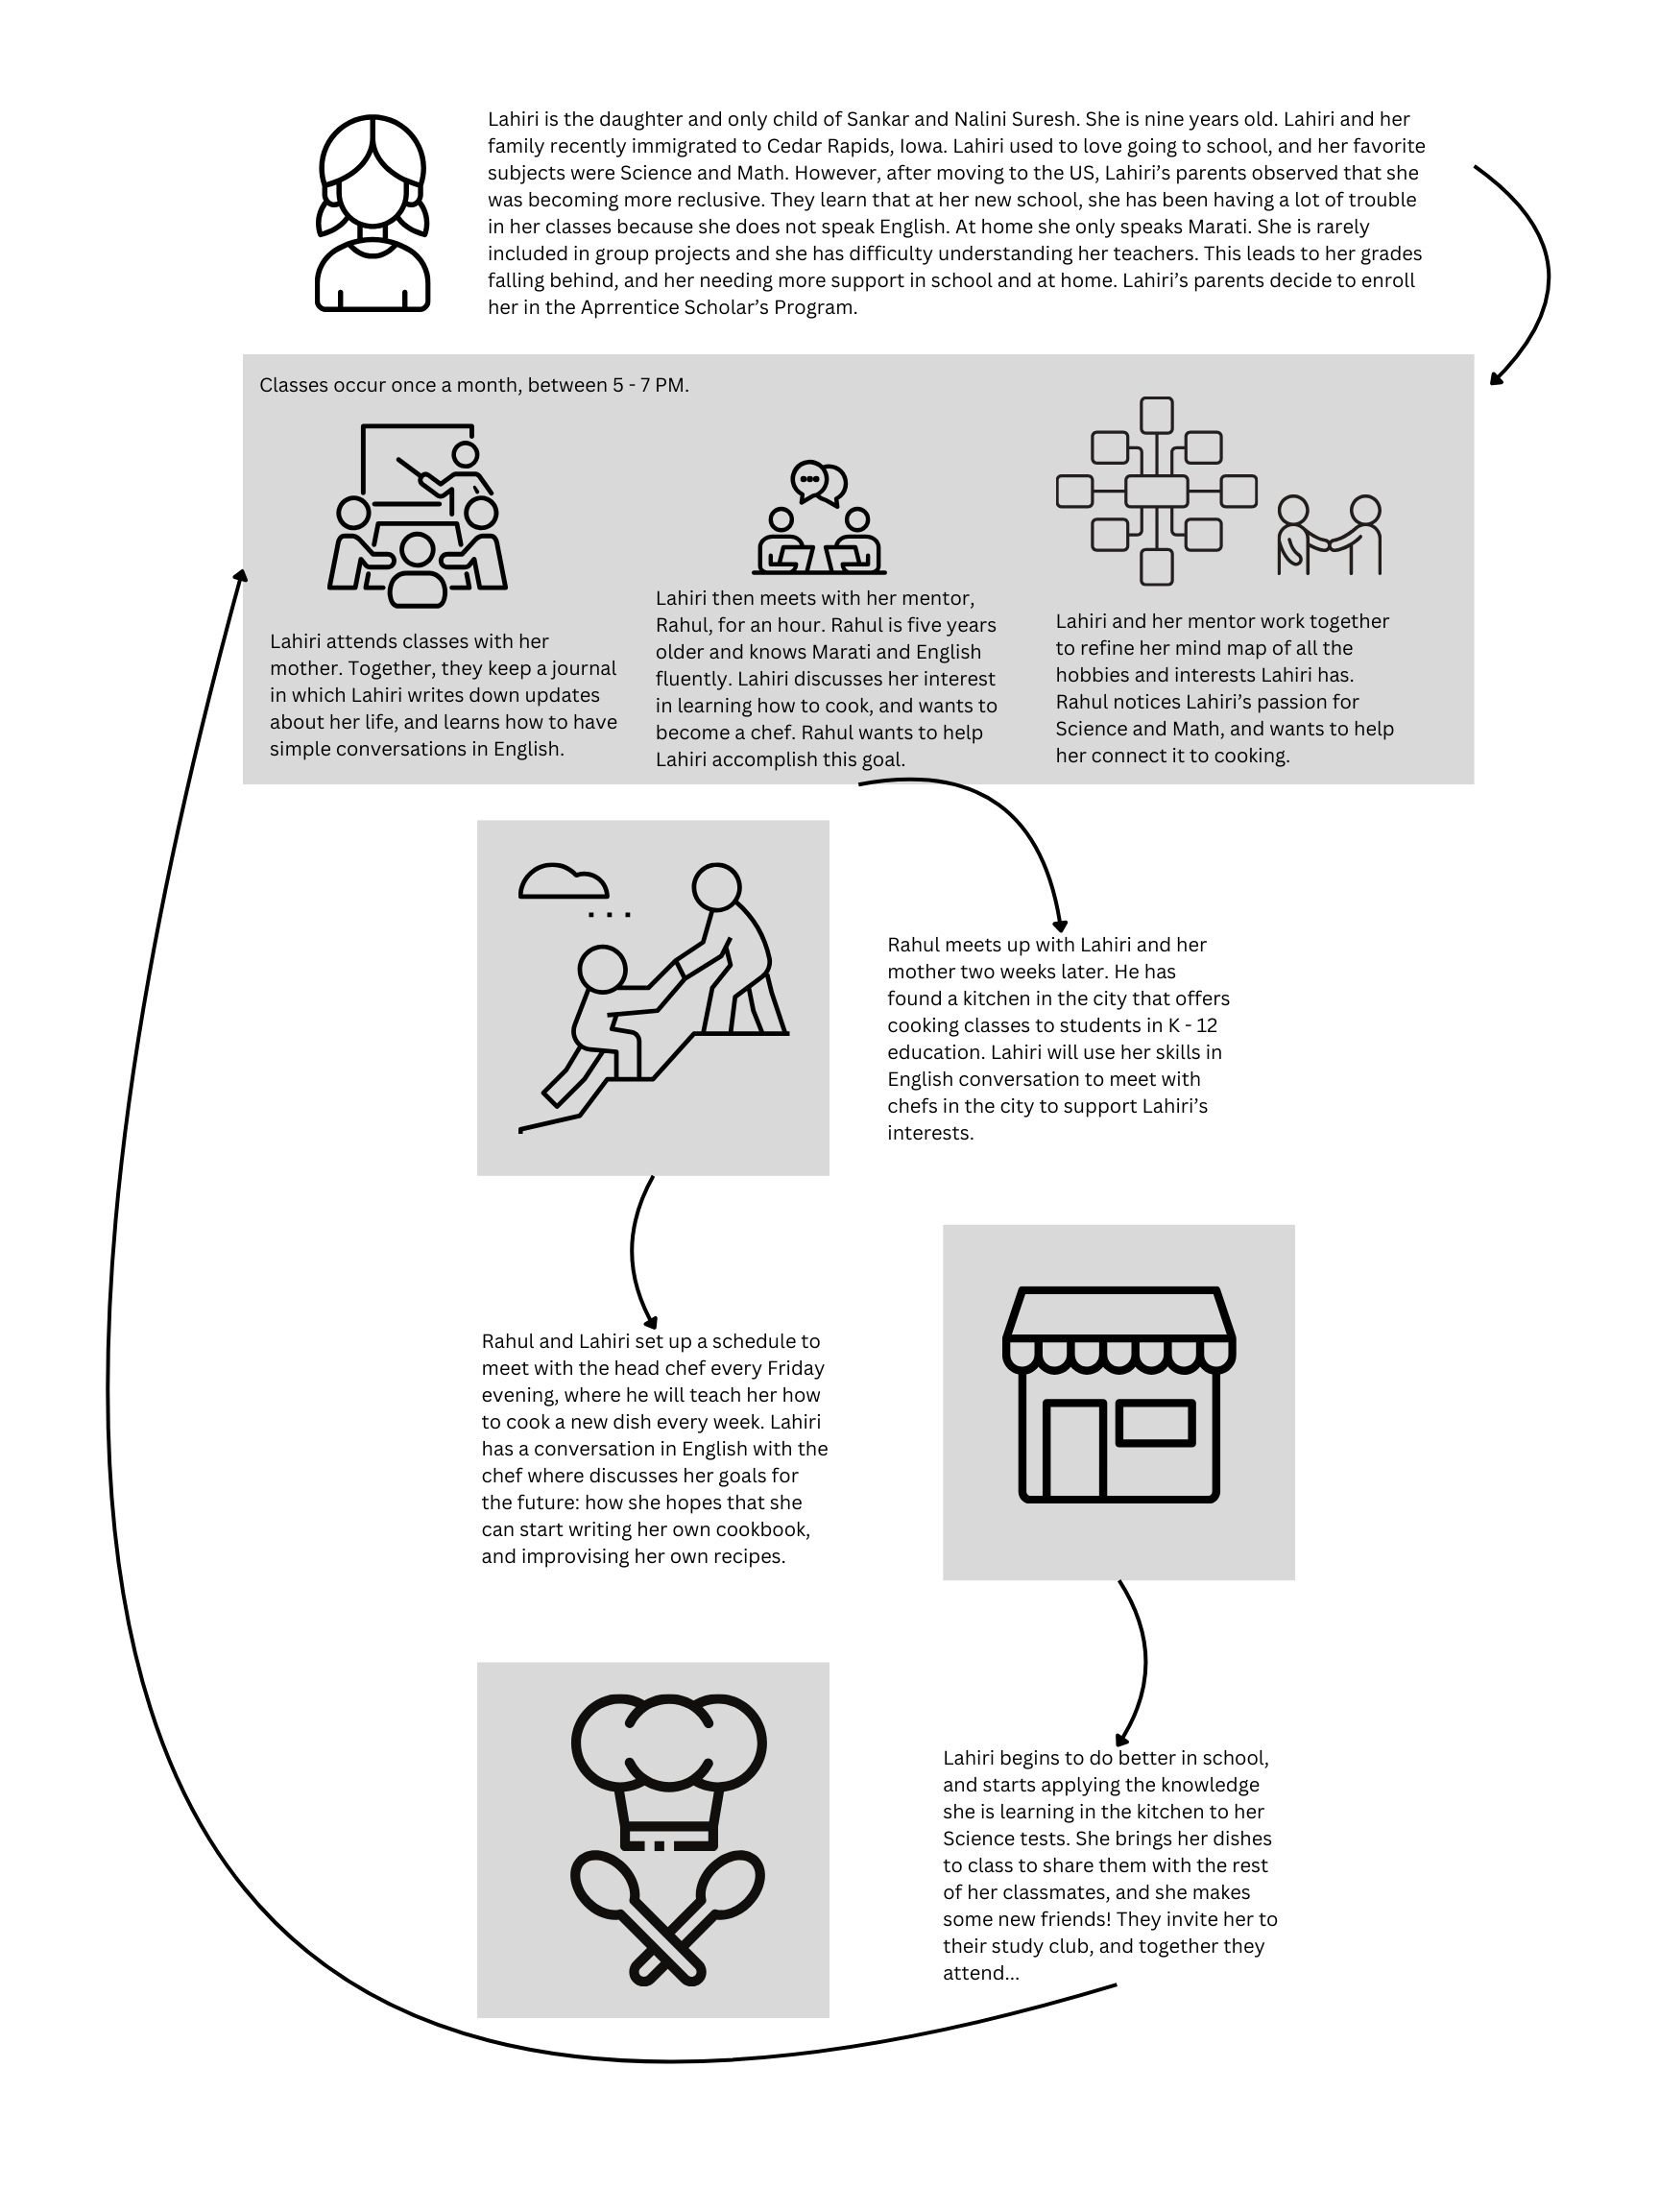 Lahiri is the daughter and only child of Sankar and Nalini Suresh. She is nine years old. Lahiri and her
family recently immigrated to Cedar Rapids, Iowa. Lahiri used to love going to school, and her favorite
subjects were Science and Math. However, after moving to the US, Lahiri’s parents observed that she
was becoming more reclusive. They learn that at her new school, she has been having a lot of trouble
in her classes because she does not speak English. At home she only speaks Marati. She is rarely
included in group projects and she has difficulty understanding her teachers. This leads to her grades
falling behind, and her needing more support in school and at home. Lahiri’s parents decide to enroll
her in the Aprrentice Scholar’s Program.
Classes occur once a month, between 5 - 7 PM.
Lahiri attends classes with her
mother. Together, they keep a journal
in which Lahiri writes down updates
about her life, and learns how to have
simple conversations in English.
Lahiri then meets with her mentor,
Rahul, for an hour. Rahul is five years
older and knows Marati and English
fluently. Lahiri discusses her interest
in learning how to cook, and wants to
become a chef. Rahul wants to help
Lahiri accomplish this goal.
Lahiri and her mentor work together
to refine her mind map of all the
hobbies and interests Lahiri has.
Rahul notices Lahiri’s passion for
Science and Math, and wants to help
her connect it to cooking.
Rahul meets up with Lahiri and her
mother two weeks later. He has
found a kitchen in the city that offers
cooking classes to students in K - 12
education. Lahiri will use her skills in
English conversation to meet with
chefs in the city to support Lahiri’s
interests.
Rahul and Lahiri set up a schedule to
meet with the head chef every Friday
evening, where he will teach her how
to cook a new dish every week. Lahiri
has a conversation in English with the
chef where discusses her goals for
the future: how she hopes that she
can start writing her own cookbook,
and improvising her own recipes.
Lahiri begins to do better in school,
and starts applying the knowledge
she is learning in the kitchen to her
Science tests. She brings her dishes
to class to share them with the rest
of her classmates, and she makes
some new friends! They invite her to
their study club, and together they
attend...